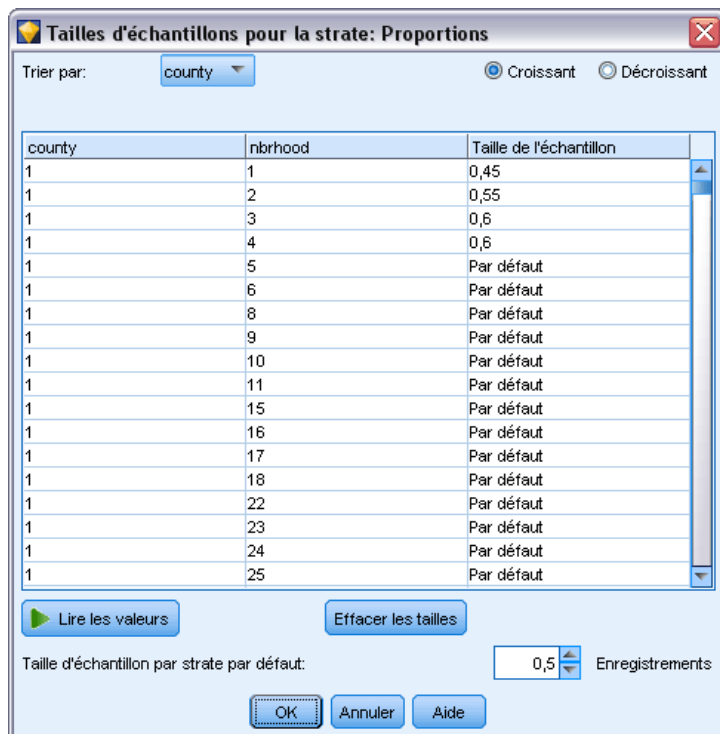 Tailles d'échantillons pour la strate: Proportions
Trier par: county Croissant Décroissant
county nbrhood Taille de l'échantillon
1 1 0,45
1 2 0,55
1 3 0,6
1 4 0,6
1 5 Par défaut
1 6 Par défaut
1 8 Par défaut
1 9 Par défaut
1 10 Par défaut
1 11 Par défaut
1 15 Par défaut
1 16 Par défaut
1 17 Par défaut
1 18 Par défaut
1 22 Par défaut
1 23 Par défaut
1 24 Par défaut
1 25 Par défaut
Lire les valeurs Effacer les tailles
Taille d'échantillon par strate par défaut: 0,5 Enregistrements
OK Annuler Aide